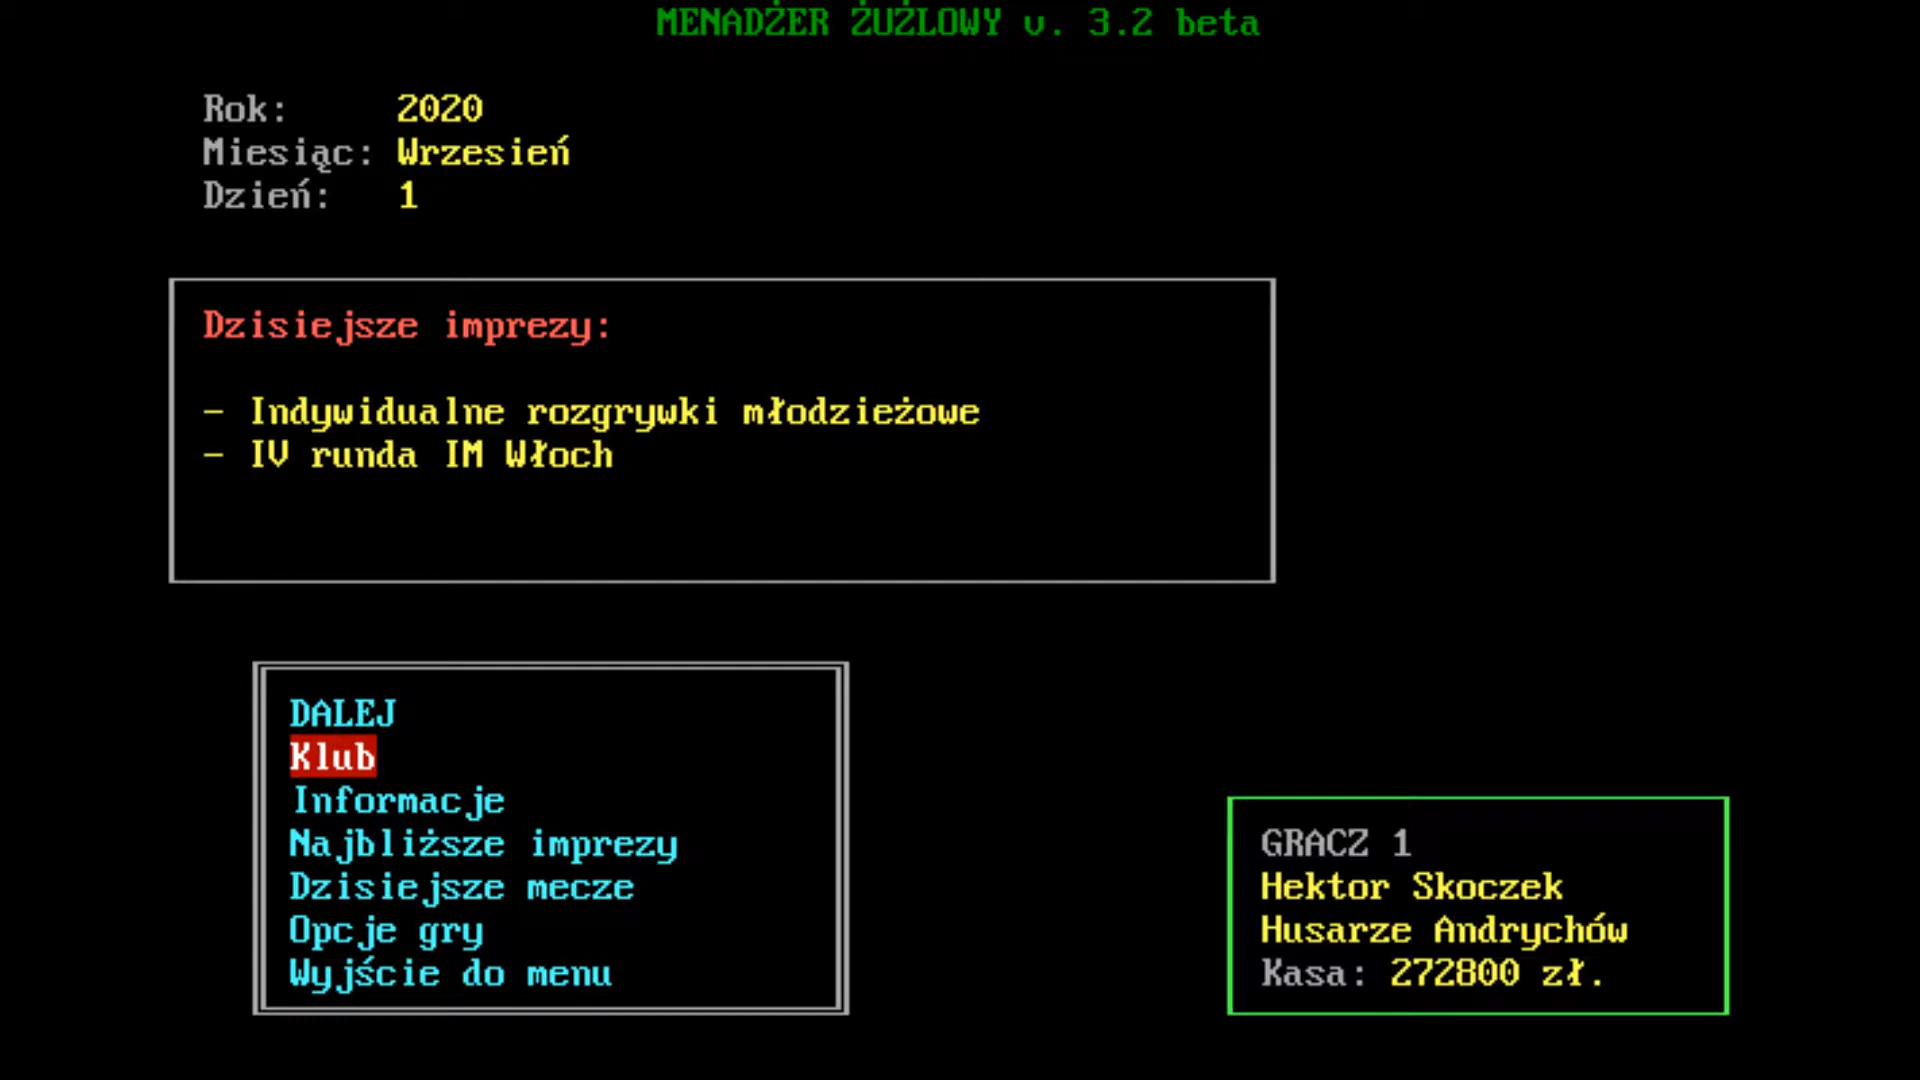 MENADŻER ŻUŻLOWY v. 3.2 beta
Rok: 2020
Miesiąc: Wrzesień
Dzień: 1
Dzisiejsze imprezy:
- Indywidualne rozgrywki młodzieżowe
- IV runda IM Włoch
DALEJ
Klub
Informacje
Najbliższe imprezy
Dzisiejsze mecze
Opcje gry
Wyjście do menu
GRACZ 1
Hektor Skoczek
Husarze Andrychów
Kasa: 272800 zł.